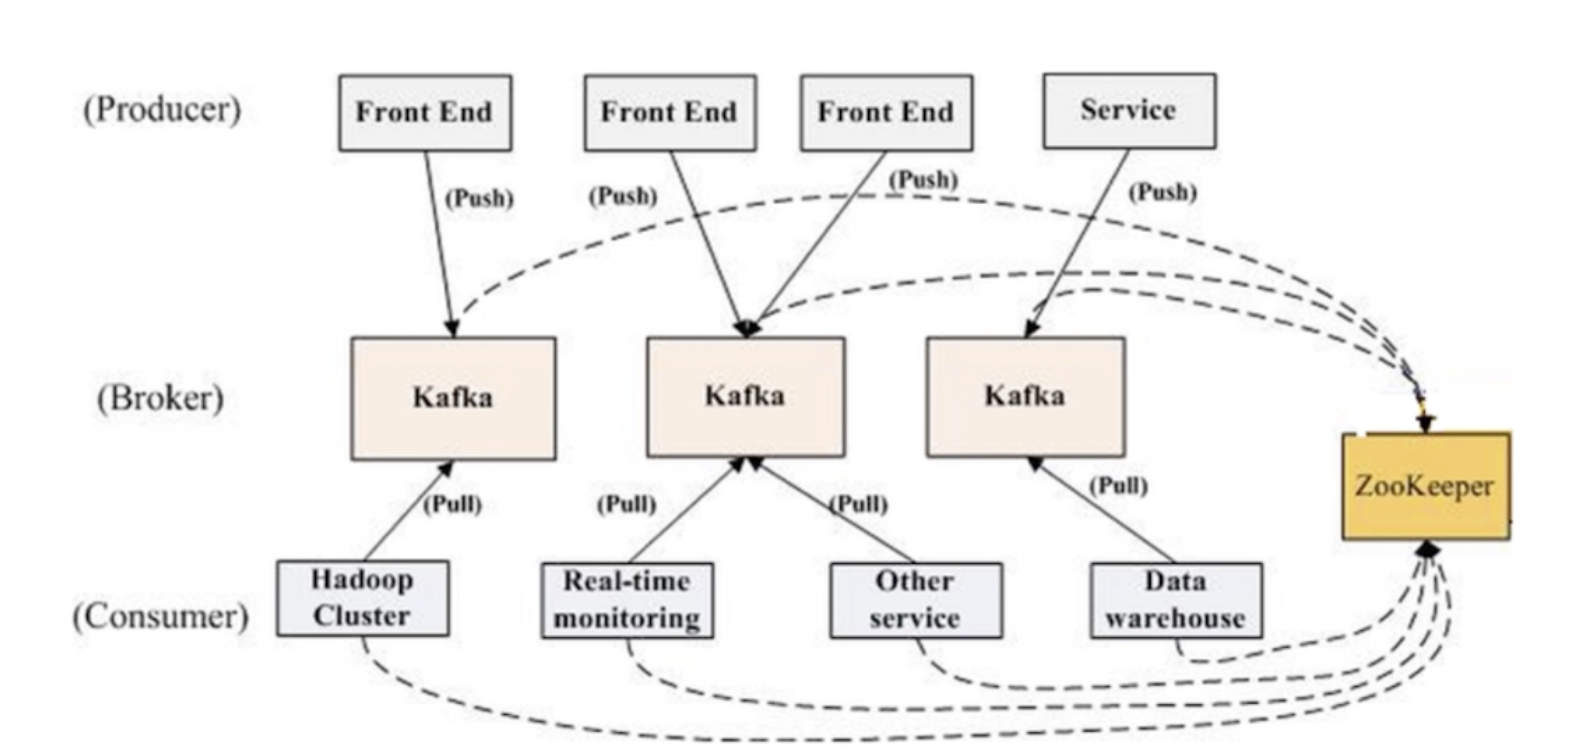 (Producer)
Front End
Front End
Front End
Service
(Push)
(Push)
(Push)
(Push)
(Broker)
Kafka
Kafka
Kafka
ZooKeeper
(Pull)
(Pull)
(Pull)
(Pull)
(Consumer)
Hadoop
Cluster
Real-time
monitoring
Other
service
Data
warehouse